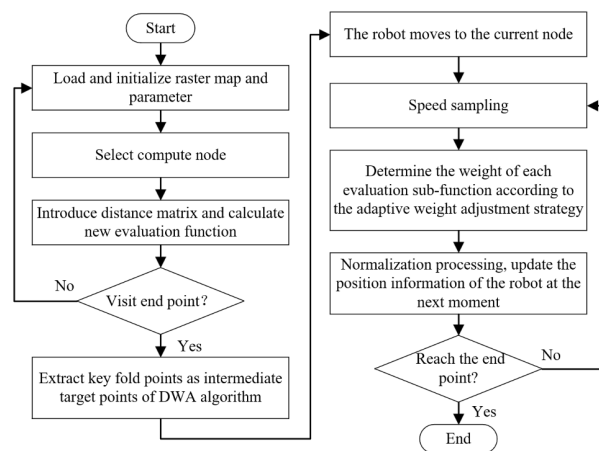 Start
Load and initialize raster map and
parameter
Select compute node
Introduce distance matrix and calculate
new evaluation function
No
Visit end point?
Yes
Extract key fold points as intermediate
target points of DWA algorithm
The robot moves to the current node
Speed sampling
Determine the weight of each
evaluation sub-function according to
the adaptive weight adjustment strategy
Normalization processing, update the
position information of the robot at the
next moment
Reach the end
point?
No
Yes
End